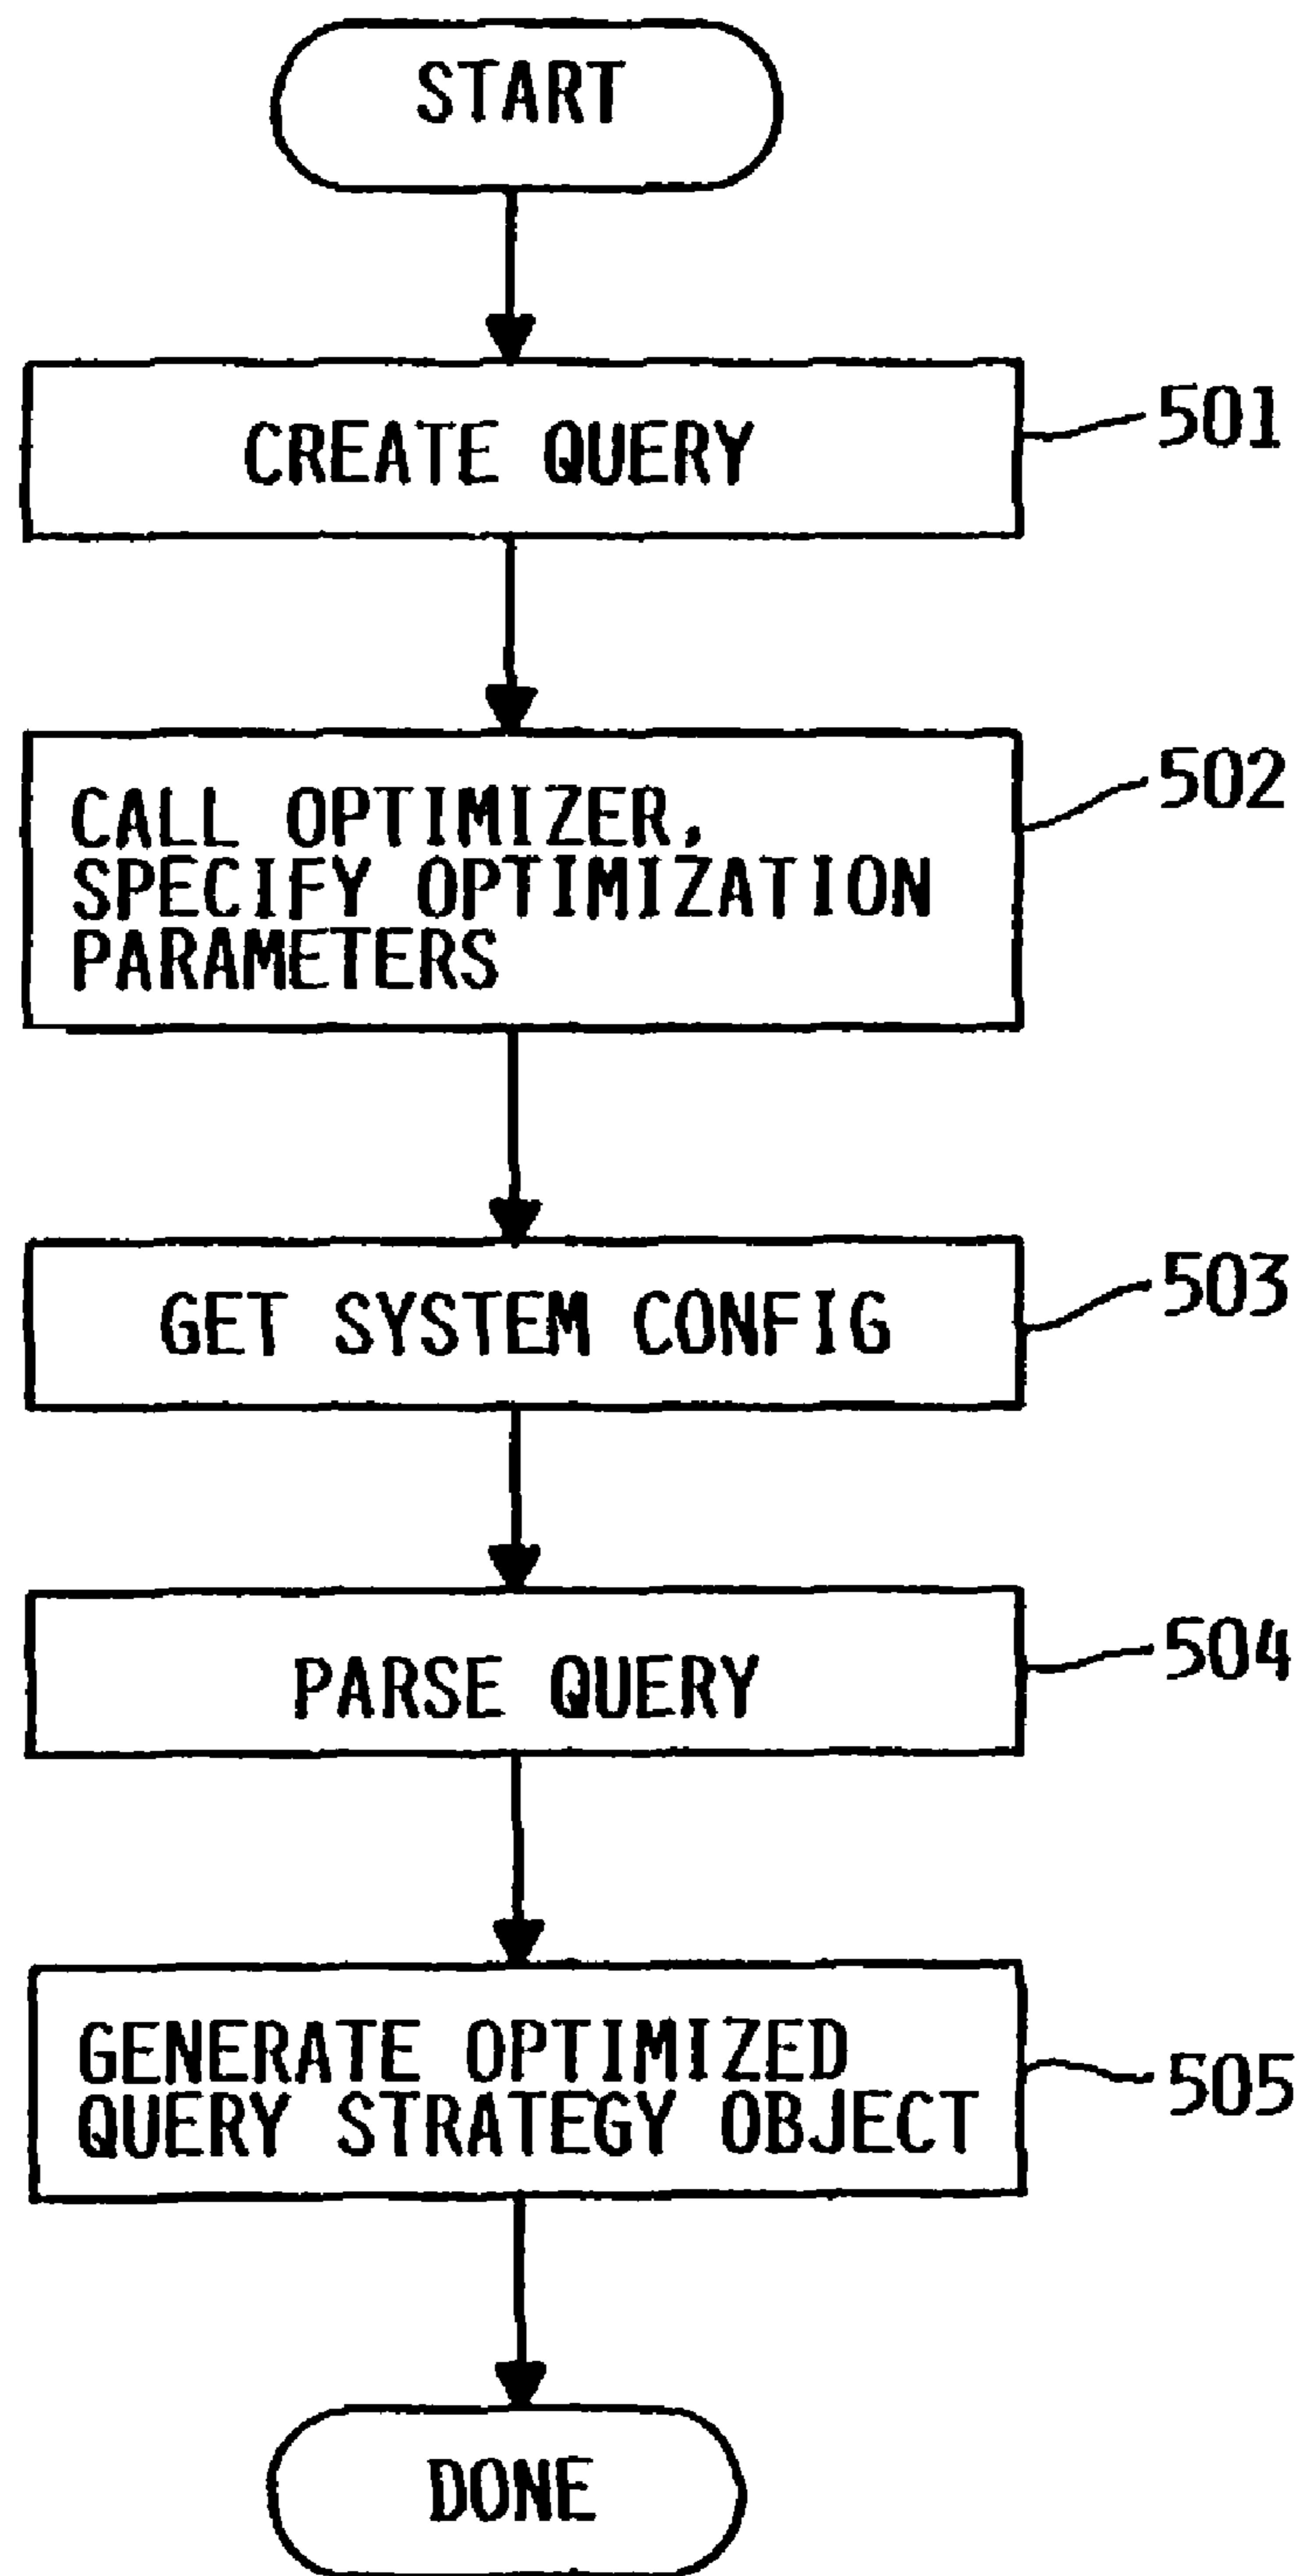 START
CREATE QUERY
501
CALL OPTIMIZER,
SPECIFY OPTIMIZATION
PARAMETERS
502
GET SYSTEM CONFIG
503
PARSE QUERY
504
GENERATE OPTIMIZED
QUERY STRATEGY OBJECT
505
DONE